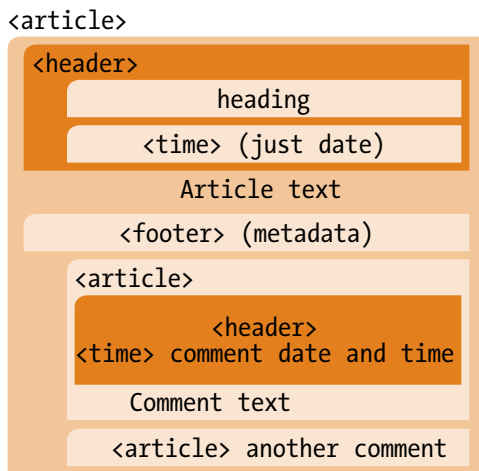 <article>
<header>
heading
<time> (just date)
Article text
<footer> (metadata)
<article>
<header>
<time> comment date and time
Comment text
<article> another comment